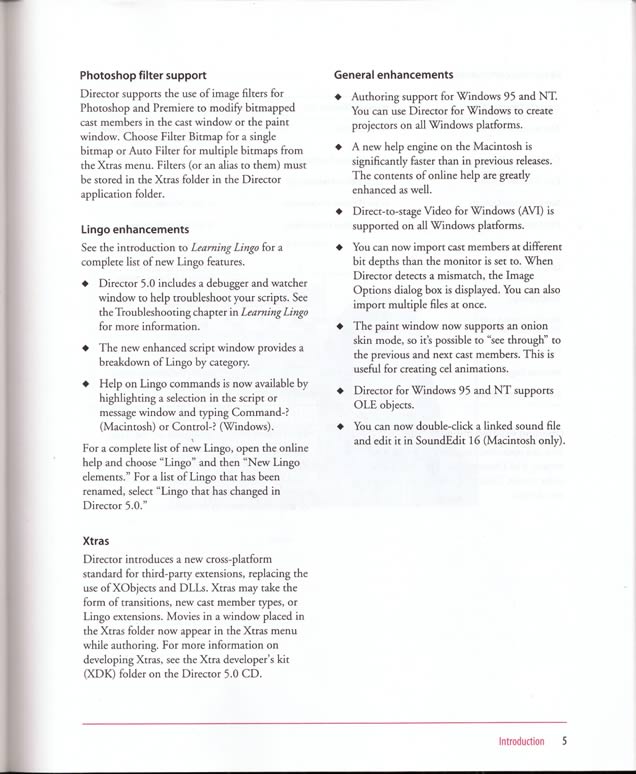 Photoshop filter support
Director supports the use of image filters for
Photoshop and Premiere to modify bitmapped
cast members in the cast window or the paint
window. Choose Filter Bitmap for a single
bitmap or Auto Filter for multiple bitmaps from
the Xtras menu. Filters (or an alias to them) must
be stored in the Xtras folder in the Director
application folder.
Lingo enhancements
See the introduction to Learning Lingo for a
complete list of new Lingo features.
◆ Director 5.0 includes a debugger and watcher
window to help troubleshoot your scripts. See
the Troubleshooting chapter in Learning Lingo
for more information.
◆ The new enhanced script window provides a
breakdown of Lingo by category.
◆ Help on Lingo commands is now available by
highlighting a selection in the script or
message window and typing Command-?
(Macintosh) or Control-? (Windows).
For a complete list of new Lingo, open the online
help and choose “Lingo” and then “New Lingo
elements.” For a list of Lingo that has been
renamed, select “Lingo that has changed in
Director 5.0.”
Xtras
Director introduces a new cross-platform
standard for third-party extensions, replacing the
use of XObjects and DLLs. Xtras may take the
form of transitions, new cast member types, or
Lingo extensions. Movies in a window placed in
the Xtras folder now appear in the Xtras menu
while authoring. For more information on
developing Xtras, see the Xtra developer’s kit
(XDK) folder on the Director 5.0 CD.
General enhancements
◆ Authoring support for Windows 95 and NT.
You can use Director for Windows to create
projectors on all Windows platforms.
◆ A new help engine on the Macintosh is
significantly faster than in previous releases.
The contents of online help are greatly
enhanced as well.
◆ Direct-to-stage Video for Windows (AVI) is
supported on all Windows platforms.
◆ You can now import cast members at different
bit depths than the monitor is set to. When
Director detects a mismatch, the Image
Options dialog box is displayed. You can also
import multiple files at once.
◆ The paint window now supports an onion
skin mode, so it’s possible to “see through” to
the previous and next cast members. This is
useful for creating cel animations.
◆ Director for Windows 95 and NT supports
OLE objects.
◆ You can now double-click a linked sound file
and edit it in SoundEdit 16 (Macintosh only).
Introduction 5